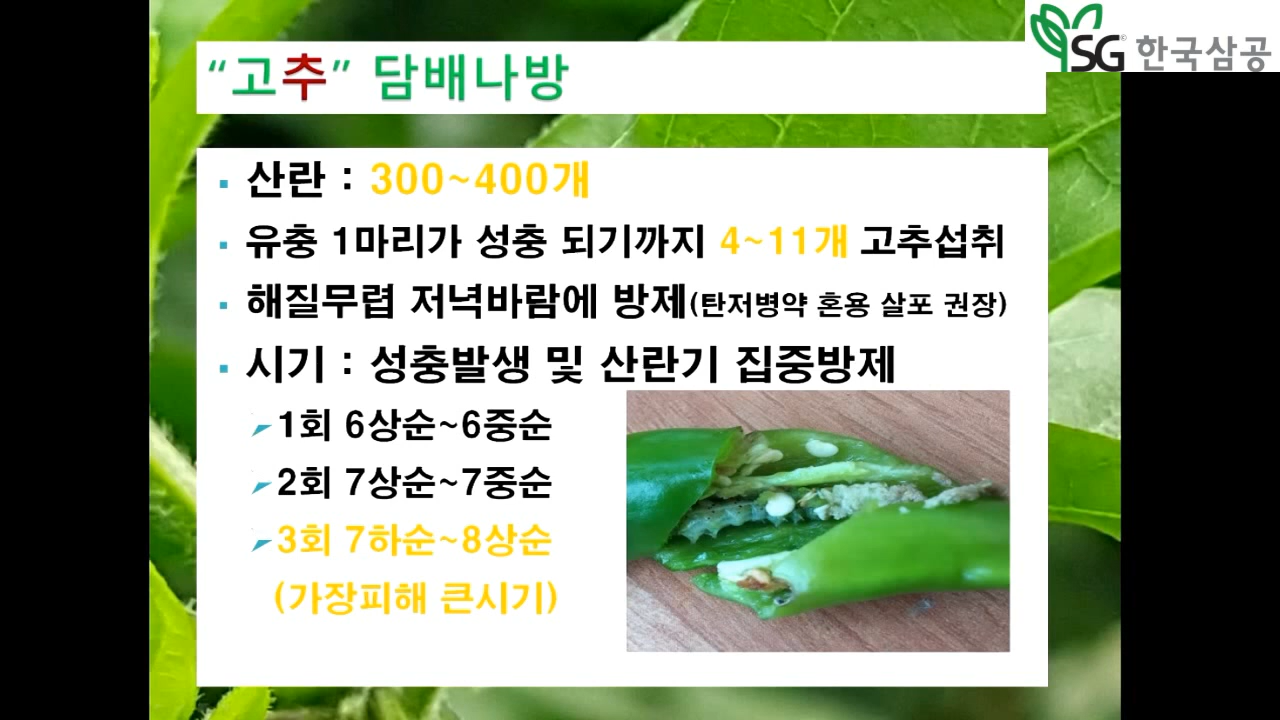 “고추” 담배나방
SG© 한국삼공
산란 : 300~400개
유충 1마리가 성충 되기까지 4~11개 고추섭취
해질무렵 저녁바람에 방제(탄저병약 혼용 살포 권장)
시기 : 성충발생 및 산란기 집중방제
1회 6상순~6중순
2회 7상순~7중순
3회 7하순~8상순
(가장피해 큰시기)